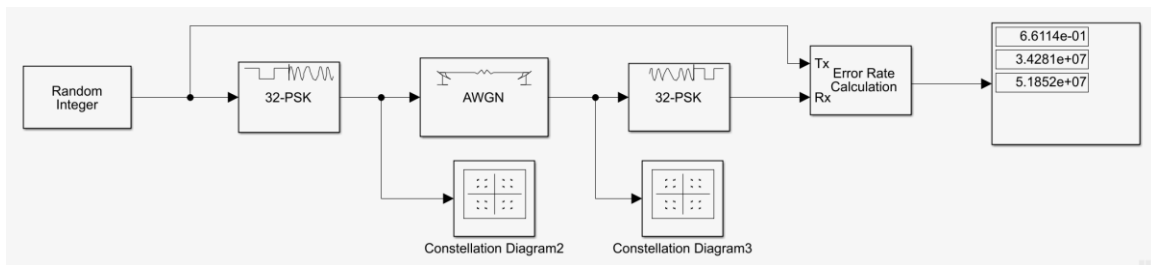 Random
Integer
32-PSK
AWGN
32-PSK
Tx
Rx
Error Rate
Calculation
6.6114e-01
3.4281e+07
5.1852e+07
Constellation Diagram2
Constellation Diagram3